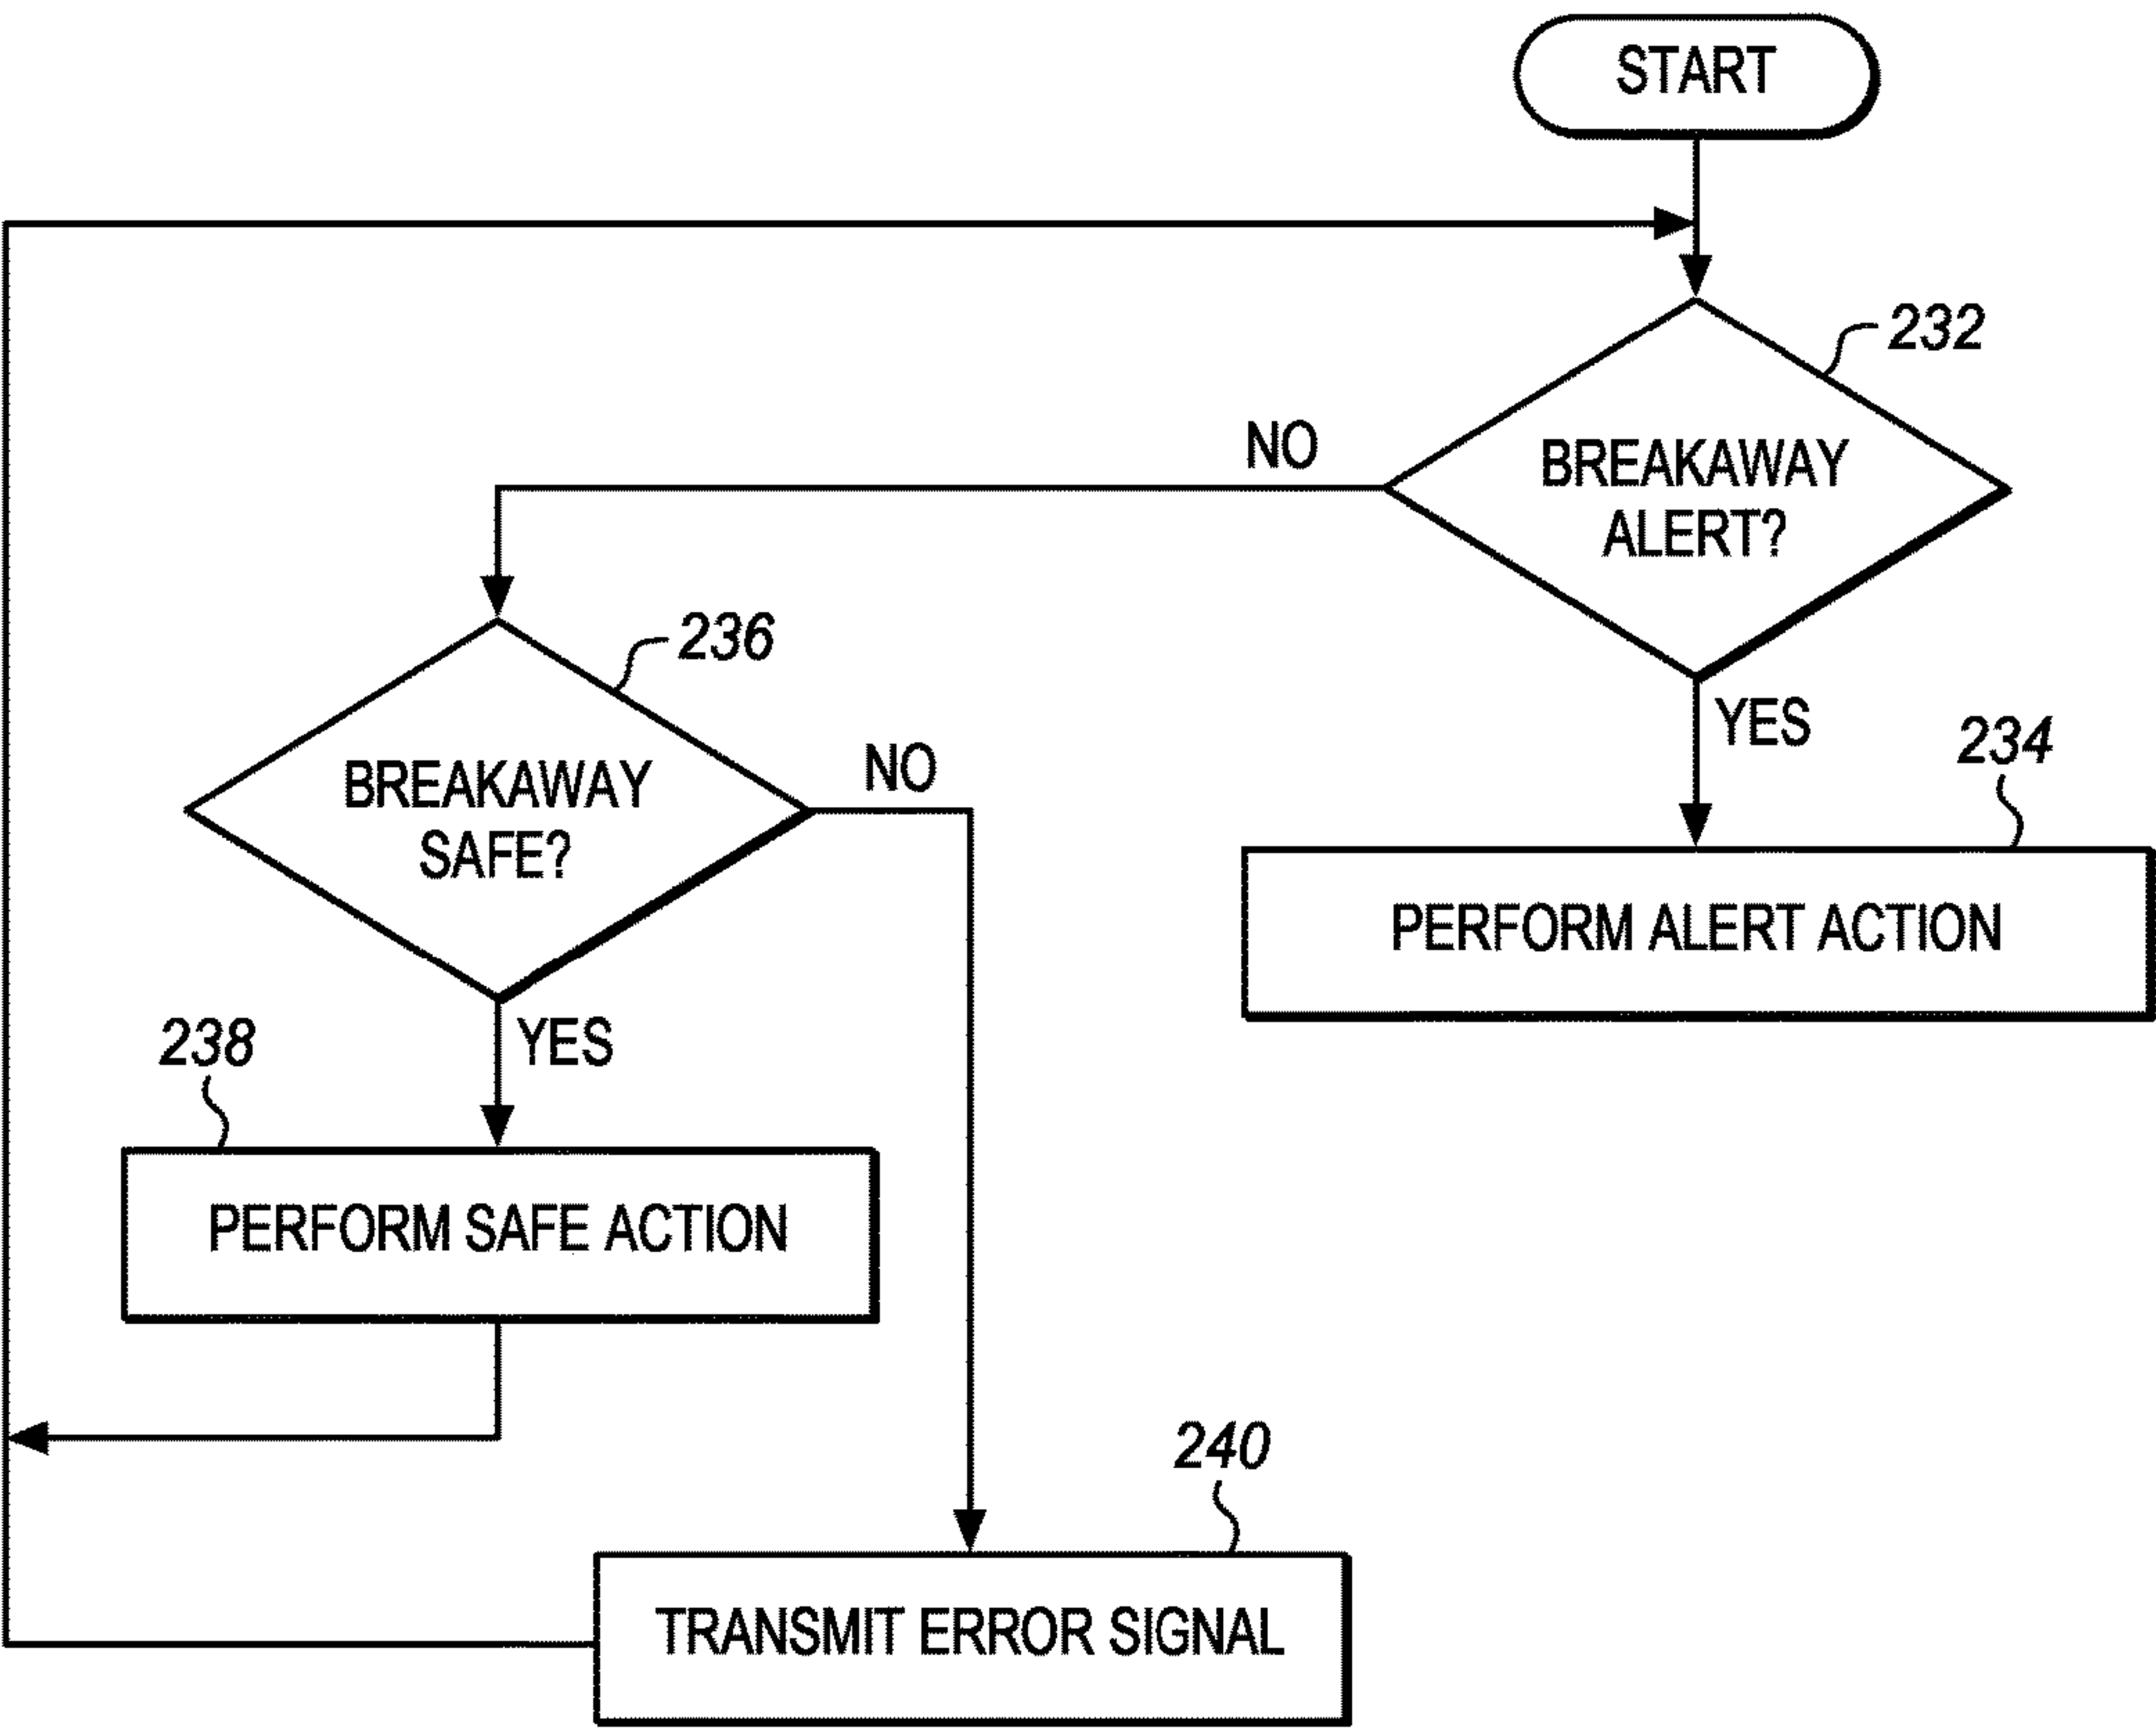 START
232
NO
BREAKAWAY
ALERT?
236
YES
234
BREAKAWAY
SAFE?
NO
PERFORM ALERT ACTION
238
YES
PERFORM SAFE ACTION
240
TRANSMIT ERROR SIGNAL